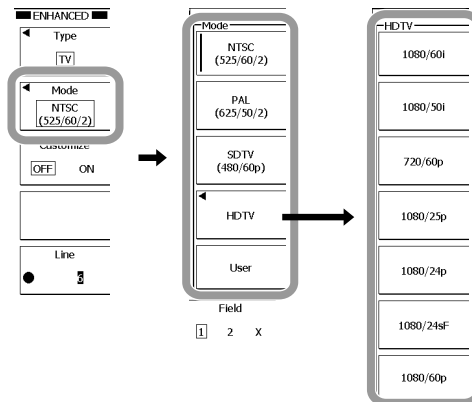 ENHANCED
Type
TV
Mode
NTSC
(525/60/2)
Customize
OFF ON
Line
6
Mode
NTSC
(525/60/2)
PAL
(625/50/2)
SDTV
(480/60p)
HDTV
User
Field
1 2 X
HDTV
1080/60i
1080/50i
720/60p
1080/25p
1080/24p
1080/24sF
1080/60p